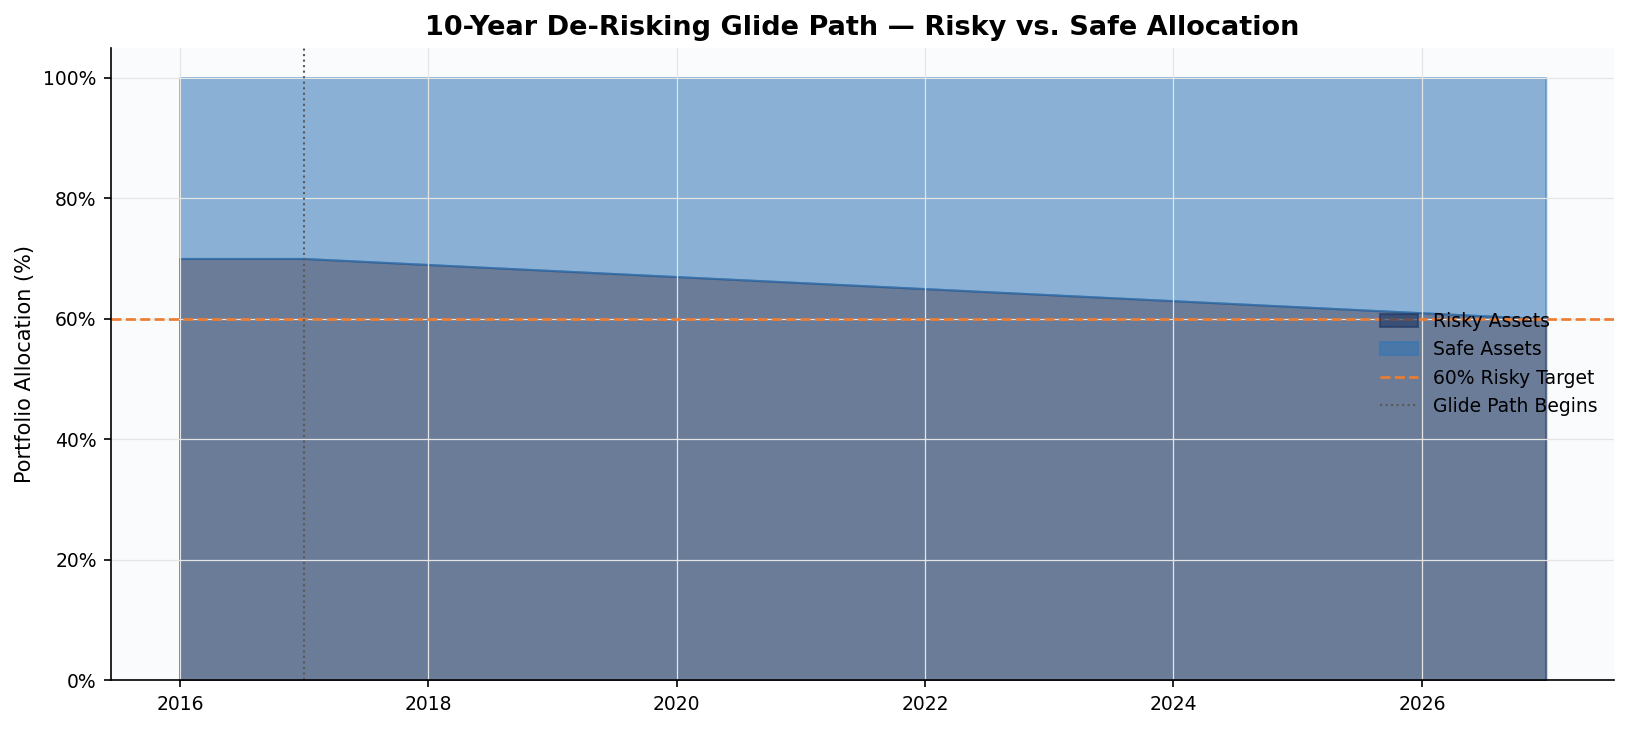 10-Year De-Risking Glide Path — Risky vs. Safe Allocation
Portfolio Allocation (%)
100%
80%
60%
40%
20%
0%
Risky Assets
Safe Assets
60% Risky Target
Glide Path Begins
2016
2018
2020
2022
2024
2026